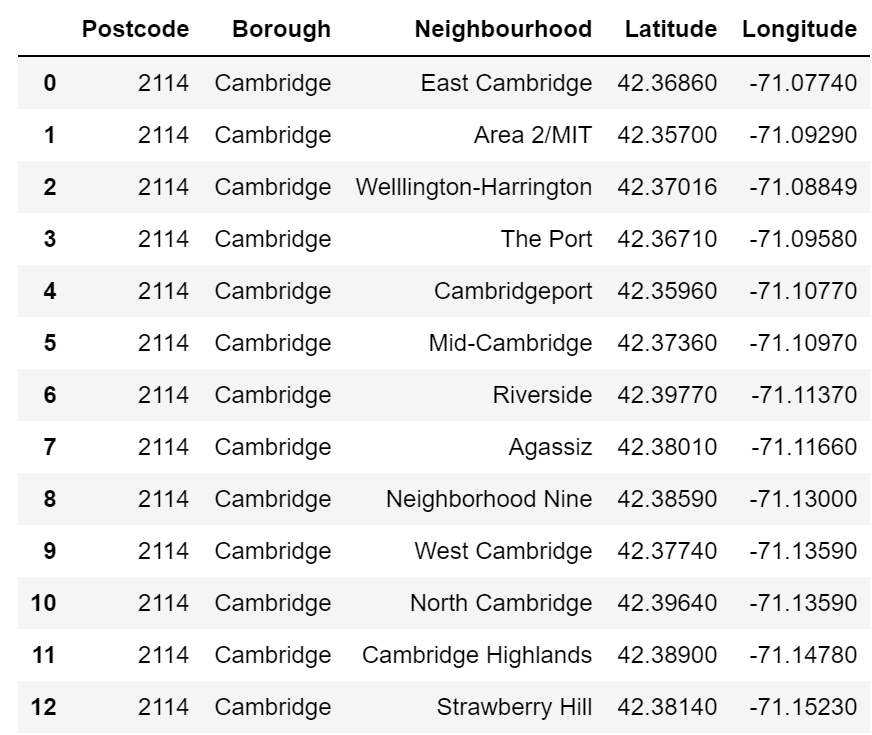 Postcode Borough Neighbourhood Latitude Longitude
0 2114 Cambridge East Cambridge 42.36860 -71.07740
1 2114 Cambridge Area 2/MIT 42.35700 -71.09290
2 2114 Cambridge Welllington-Harrington 42.37016 -71.08849
3 2114 Cambridge The Port 42.36710 -71.09580
4 2114 Cambridge Cambridgeport 42.35960 -71.10770
5 2114 Cambridge Mid-Cambridge 42.37360 -71.10970
6 2114 Cambridge Riverside 42.39770 -71.11370
7 2114 Cambridge Agassiz 42.38010 -71.11660
8 2114 Cambridge Neighborhood Nine 42.38590 -71.13000
9 2114 Cambridge West Cambridge 42.37740 -71.13590
10 2114 Cambridge North Cambridge 42.39640 -71.13590
11 2114 Cambridge Cambridge Highlands 42.38900 -71.14780
12 2114 Cambridge Strawberry Hill 42.38140 -71.15230